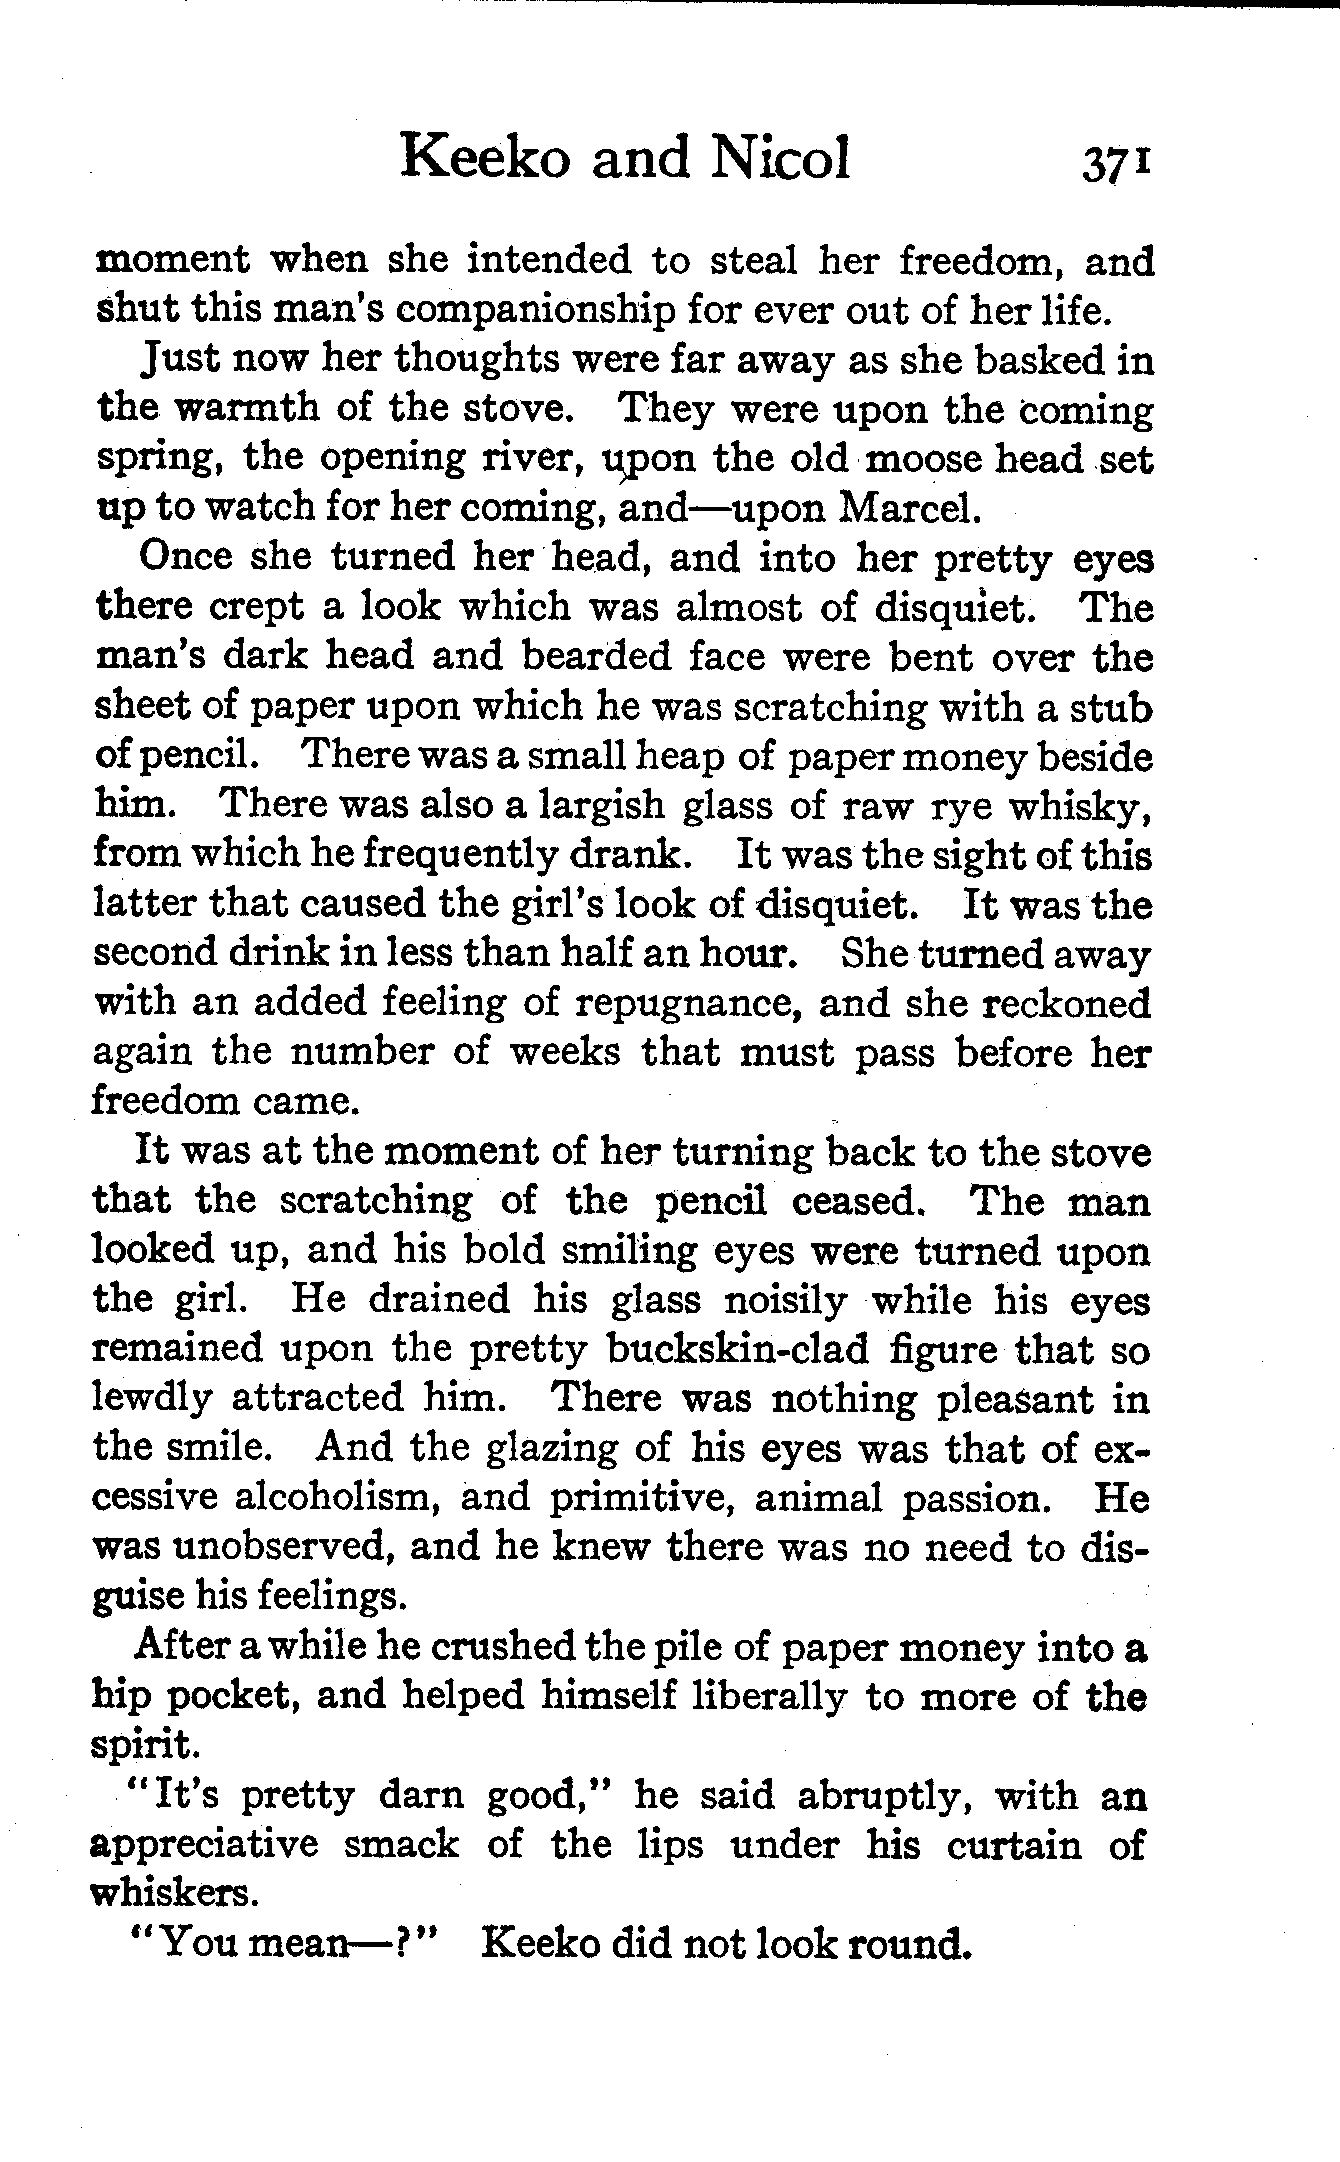 Keeko and Nicol 371
moment when she intended to steal her freedom, and
shut this man's companionship for ever out of her life.
Just now her thoughts were far away as she basked in
the warmth of the stove. They were upon the coming
spring, the opening river, upon the old moose head set
up to watch for her coming, and—upon Marcel.
Once she turned her head, and into her pretty eyes
there crept a look which was almost of disquiet. The
man's dark head and bearded face were bent over the
sheet of paper upon which he was scratching with a stub
of pencil. There was a small heap of paper money beside
him. There was also a largish glass of raw rye whisky,
from which he frequently drank. It was the sight of this
latter that caused the girl's look of disquiet. It was the
second drink in less than half an hour. She turned away
with an added feeling of repugnance, and she reckoned
again the number of weeks that must pass before her
freedom came.
It was at the moment of her turning back to the stove
that the scratching of the pencil ceased. The man
looked up, and his bold smiling eyes were turned upon
the girl. He drained his glass noisily while his eyes
remained upon the pretty buckskin-clad figure that so
lewdly attracted him. There was nothing pleasant in
the smile. And the glazing of his eyes was that of ex-
cessive alcoholism, and primitive, animal passion. He
was unobserved, and he knew there was no need to dis-
guise his feelings.
After a while he crushed the pile of paper money into a
hip pocket, and helped himself liberally to more of the
spirit.
"It's pretty darn good," he said abruptly, with an
appreciative smack of the lips under his curtain of
whiskers.
"You mean—?" Keeko did not look round.